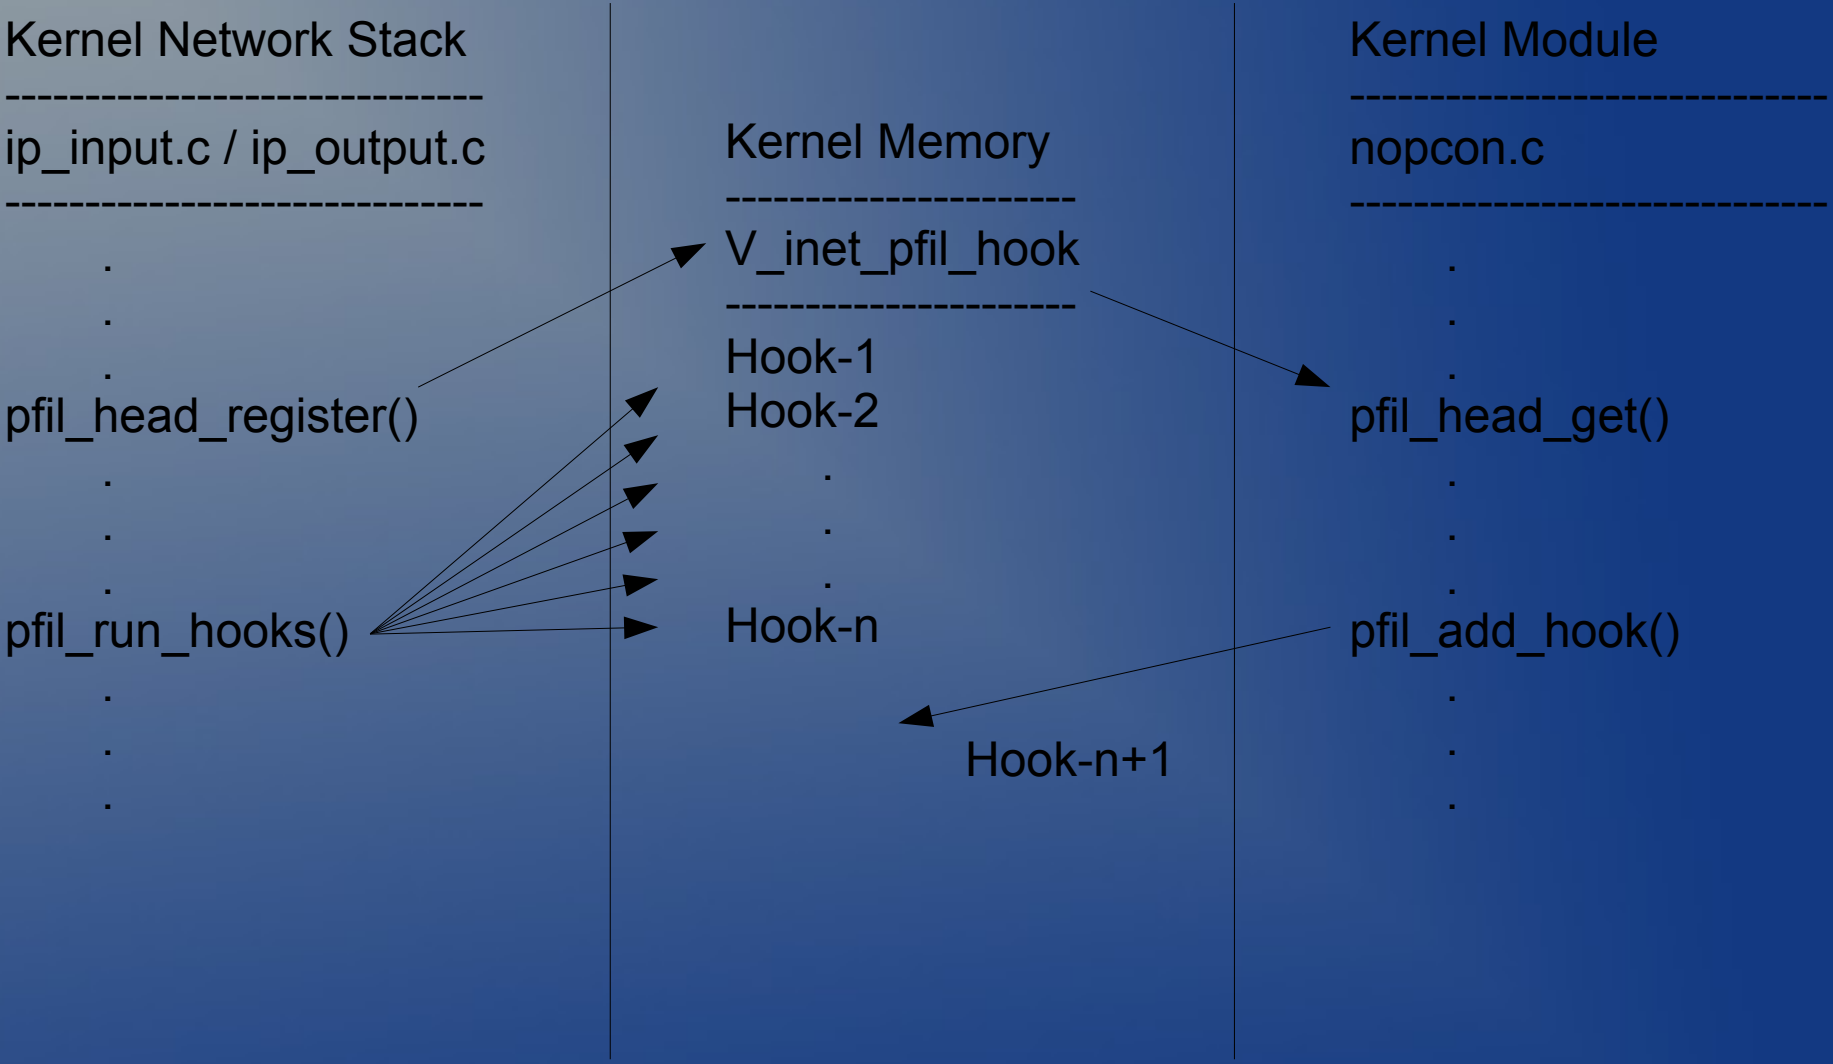 Kernel Network Stack
------------------------------
ip_input.c / ip_output.c
------------------------------
.
.
.
pfil_head_register()
.
.
.
pfil_run_hooks()
.
.
.
Kernel Memory
----------------------
V_inet_pfil_hook
----------------------
Hook-1
Hook-2
.
.
.
Hook-n
Hook-n+1
Kernel Module
------------------------------
nopcon.c
------------------------------
.
.
.
pfil_head_get()
.
.
.
pfil_add_hook()
.
.
.